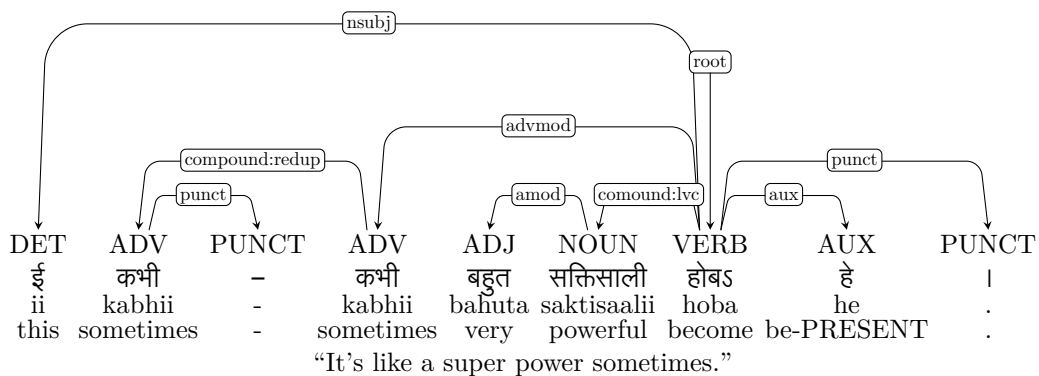 nsubj
root
advmod
compound:redup punct
punct amod comound:lvc aux
DET ADV PUNCT ADV ADJ NOUN VERB AUX PUNCT
ई कभी – कभी बहुत सक्तिसाली होबऽ हे ।
ii kabhii - kabhii bahuta saktisaalii hoba he .
this sometimes - sometimes very powerful become be-PRESENT .
“It's like a super power sometimes.”